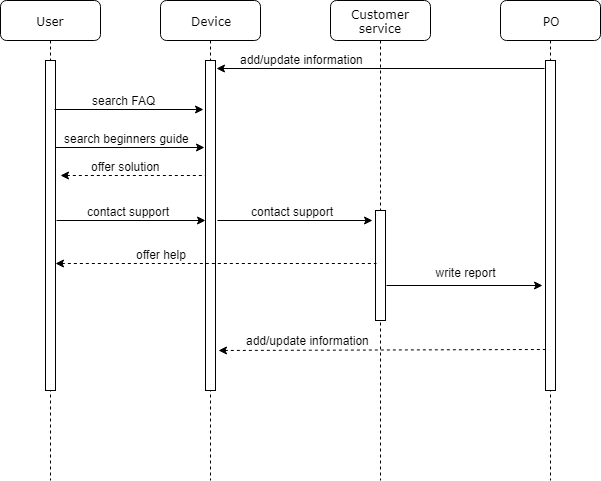 User
Device
Customer
service
PO
add/update information
search FAQ
search beginners guide
offer solution
contact support
contact support
offer help
write report
add/update information